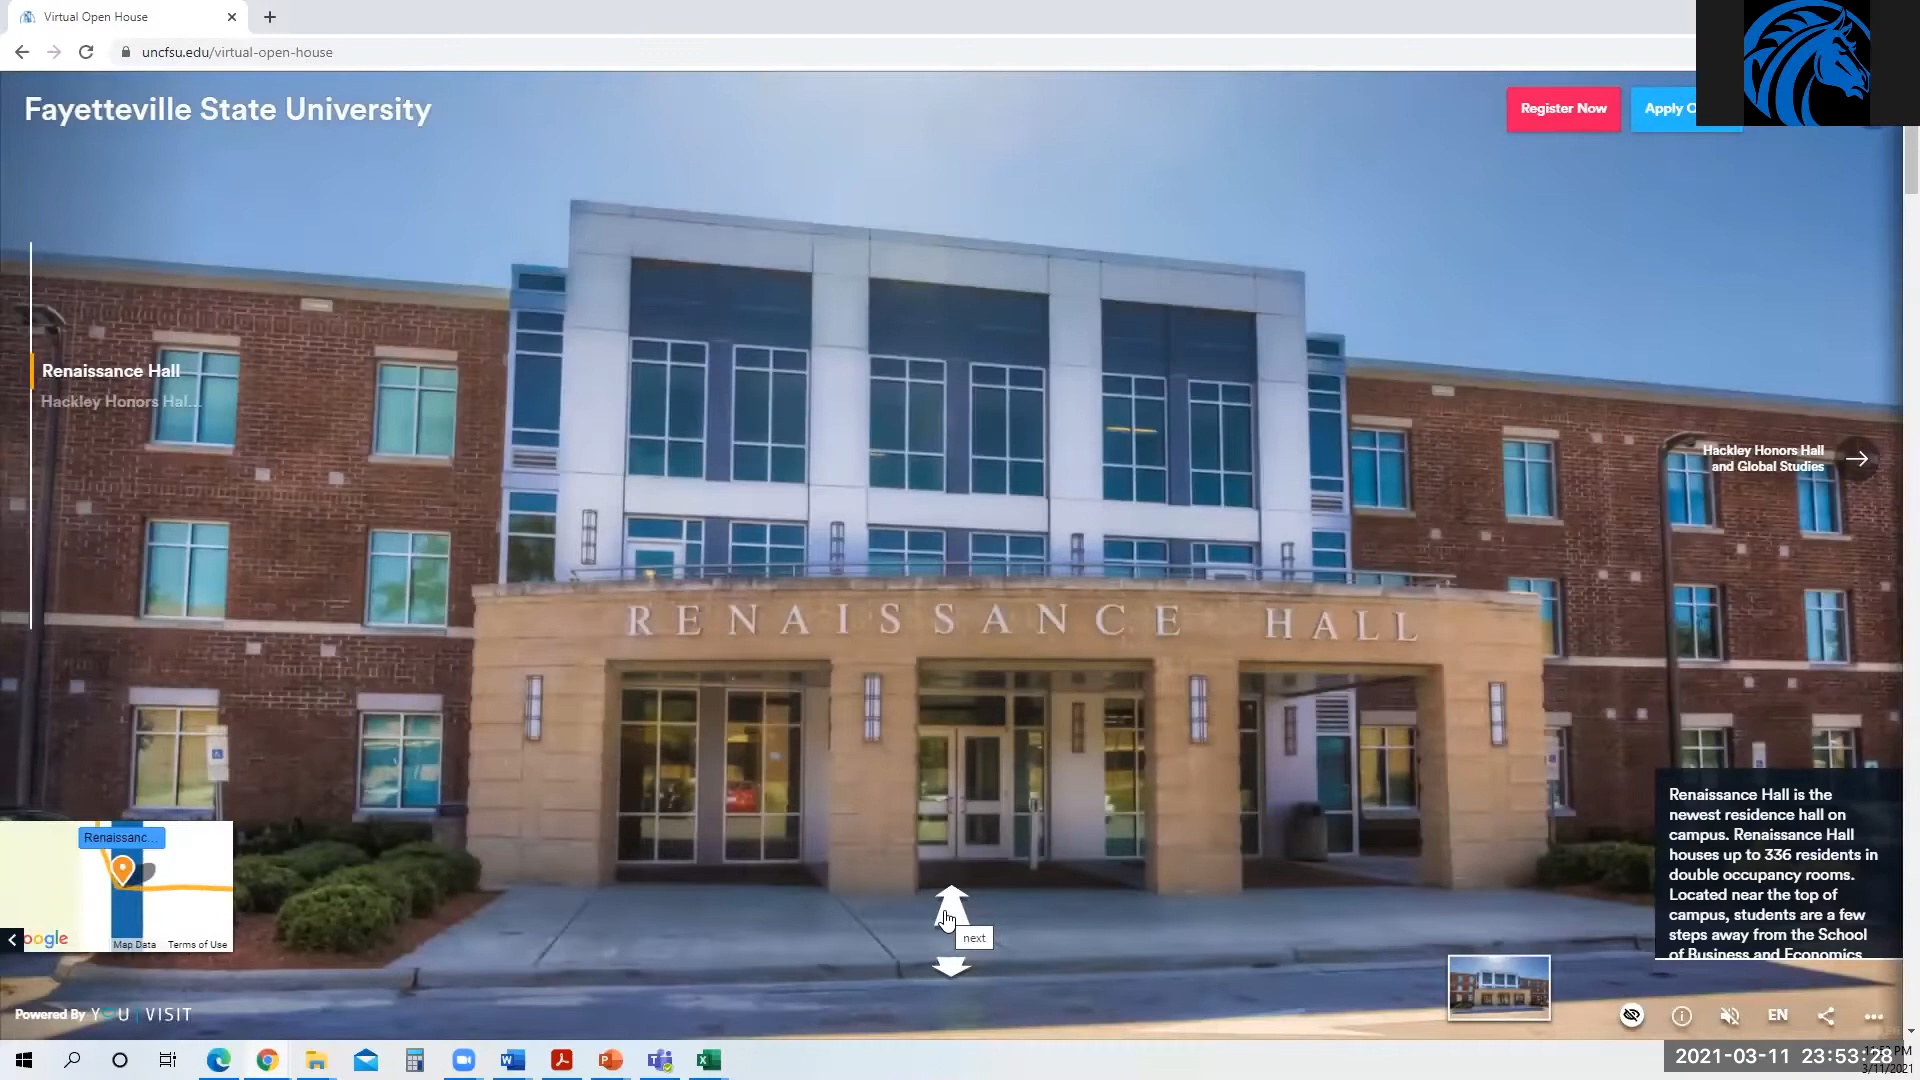 Virtual Open House
uncfsu.edu/virtual-open-house
Fayetteville State University
Register Now
Apply
Renaissance Hall
Hackley Honors Hal...
Hackley Honors Hall
and Global Studies
RENAISSANCE HALL
Renaissance Hall is the
newest residence hall on
campus. Renaissance Hall
houses up to 336 residents in
double occupancy rooms.
Located near the top of
campus, students are a few
steps away from the School
of Business and Economics
Renaissanc...
oogle
Map Data Terms of Use
next
Powered By YOU VISIT
EN
2021-03-11 23:53:28
3/11/2021